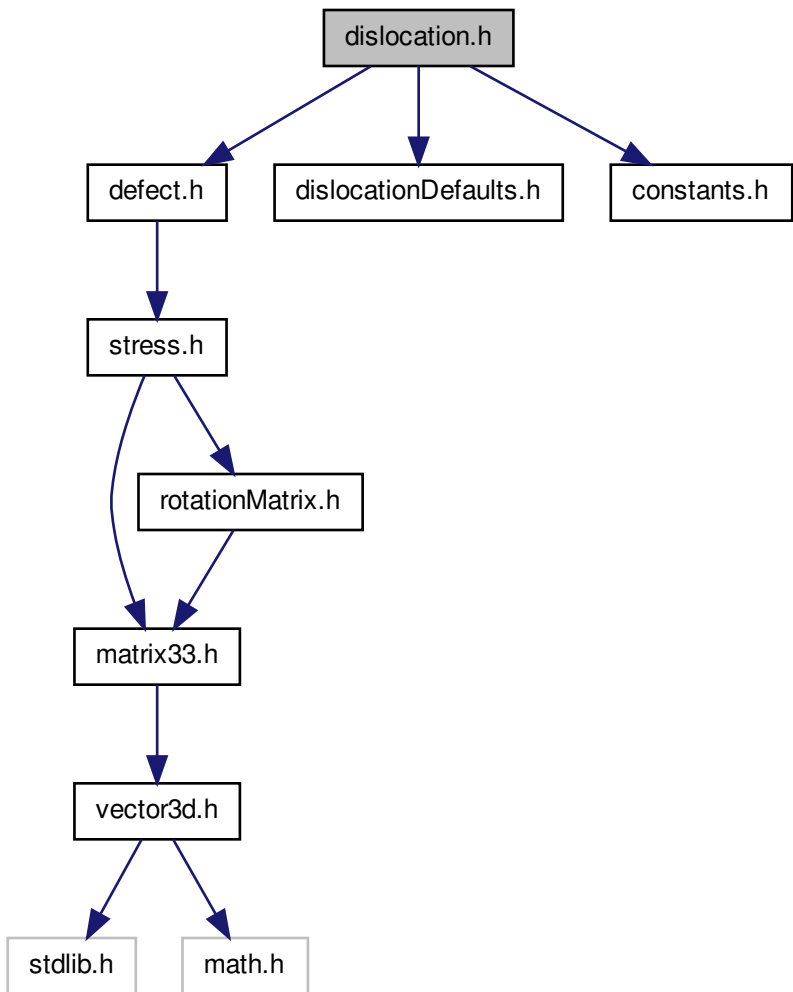 dislocation.h
defect.h
dislocationDefaults.h
constants.h
stress.h
rotationMatrix.h
matrix33.h
vector3d.h
stdlib.h
math.h